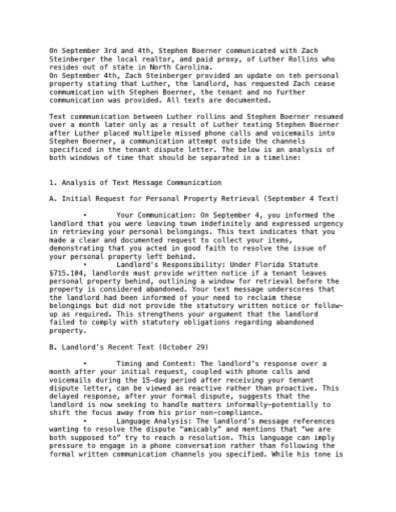 On September 3rd and 4th, Stephen Boerner communicated with Zach
Steinberger the local realtor, and paid proxy, of Luther Rollins who
resides out of state in North Carolina.
On September 4th, Zach Steinberger provided an update on teh personal
property stating that Luther, the landlord, has requested Zach cease
commumication with Stephen Boerner, the tenant and no further
communication was provided. All texts are documented.
Text commmunication between Luther rollins and Stephen Boerner resumed
over a month later only as a result of Luther texting Stephen Boerner
after Luther placed multipele missed phone calls and voicemails into
Stephen Boerner, a communication attempt outside the channels
specificed in the tenant dispute letter. The below is an analysis of
both windows of time that should be separated in a timeline:
1. Analysis of Text Message Communication
A. Initial Request for Personal Property Retrieval (September 4 Text)
• Your Communication: On September 4, you informed the
landlord that you were leaving town indefinitely and expressed urgency
in retrieving your personal belongings. This text indicates that you
made a clear and documented request to collect your items,
demonstrating that you acted in good faith to resolve the issue of
your personal property left behind.
• Landlord's Responsibility: Under Florida Statute
§715.104, landlords must provide written notice if a tenant leaves
personal property behind, outlining a window for retrieval before the
property is considered abandoned. Your text message underscores that
the landlord had been informed of your need to reclaim these
belongings but did not provide the statutory written notice or follow-
up as required. This strengthens your argument that the landlord
failed to comply with statutory obligations regarding abandoned
property.
B. Landlord's Recent Text (October 29)
• Timing and Content: The landlord's response over a
month after your initial request, coupled with phone calls and
voicemails during the 15-day period after receiving your tenant
dispute letter, can be viewed as reactive rather than proactive. This
delayed response, after your formal dispute, suggests that the
landlord is now seeking to handle matters informally—potentially to
shift the focus away from his prior non-compliance.
• Language Analysis: The landlord's message references
wanting to resolve the dispute "amicably" and mentions that "we are
both supposed to" try to reach a resolution. This language can imply
pressure to engage in a phone conversation rather than following the
formal written communication channels you specified. While his tone is